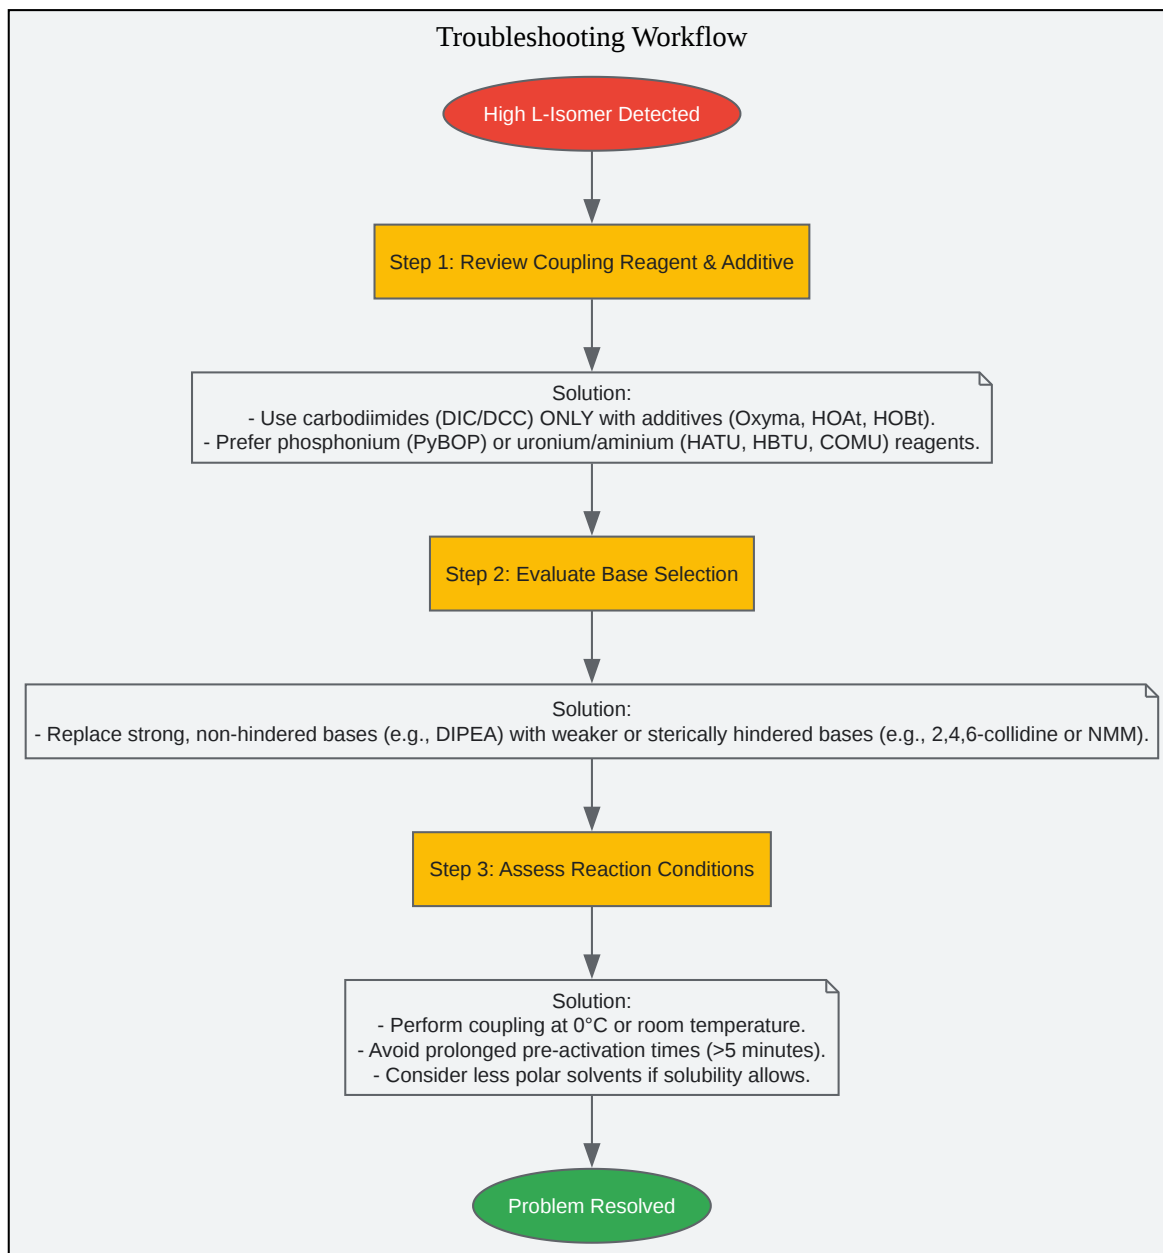 Troubleshooting Workflow
High L-Isomer Detected
Step 1: Review Coupling Reagent & Additive
Solution:
- Use carbodiimides (DIC/DCC) ONLY with additives (Oxyma, HOAt, HOBt).
- Prefer phosphonium (PyBOP) or uronium/aminium (HATU, HBTU, COMU) reagents.
Step 2: Evaluate Base Selection
Solution:
- Replace strong, non-hindered bases (e.g., DIPEA) with weaker or sterically hindered bases (e.g., 2,4,6-collidine or NMM).
Step 3: Assess Reaction Conditions
Solution:
- Perform coupling at 0°C or room temperature.
- Avoid prolonged pre-activation times (>5 minutes).
- Consider less polar solvents if solubility allows.
Problem Resolved